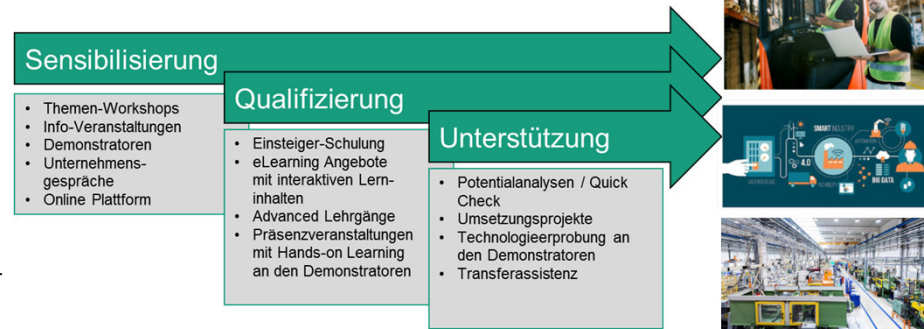 Sensibilisierung
• Themen-Workshops
• Info-Veranstaltungen
• Demonstratoren
• Unternehmens-
gespräche
• Online Plattform
Qualifizierung
• Einsteiger-Schulung
• eLearning Angebote
mit interaktiven Lern-
inhalten
• Advanced Lehrgänge
• Präsenzveranstaltungen
mit Hands-on Learning
an den Demonstratoren
Unterstützung
• Potentialanalysen / Quick
Check
• Umsetzungsprojekte
• Technologieerprobung an
den Demonstratoren
• Transferassistenz
SMART INDUSTRY
4.0
BIG DATA